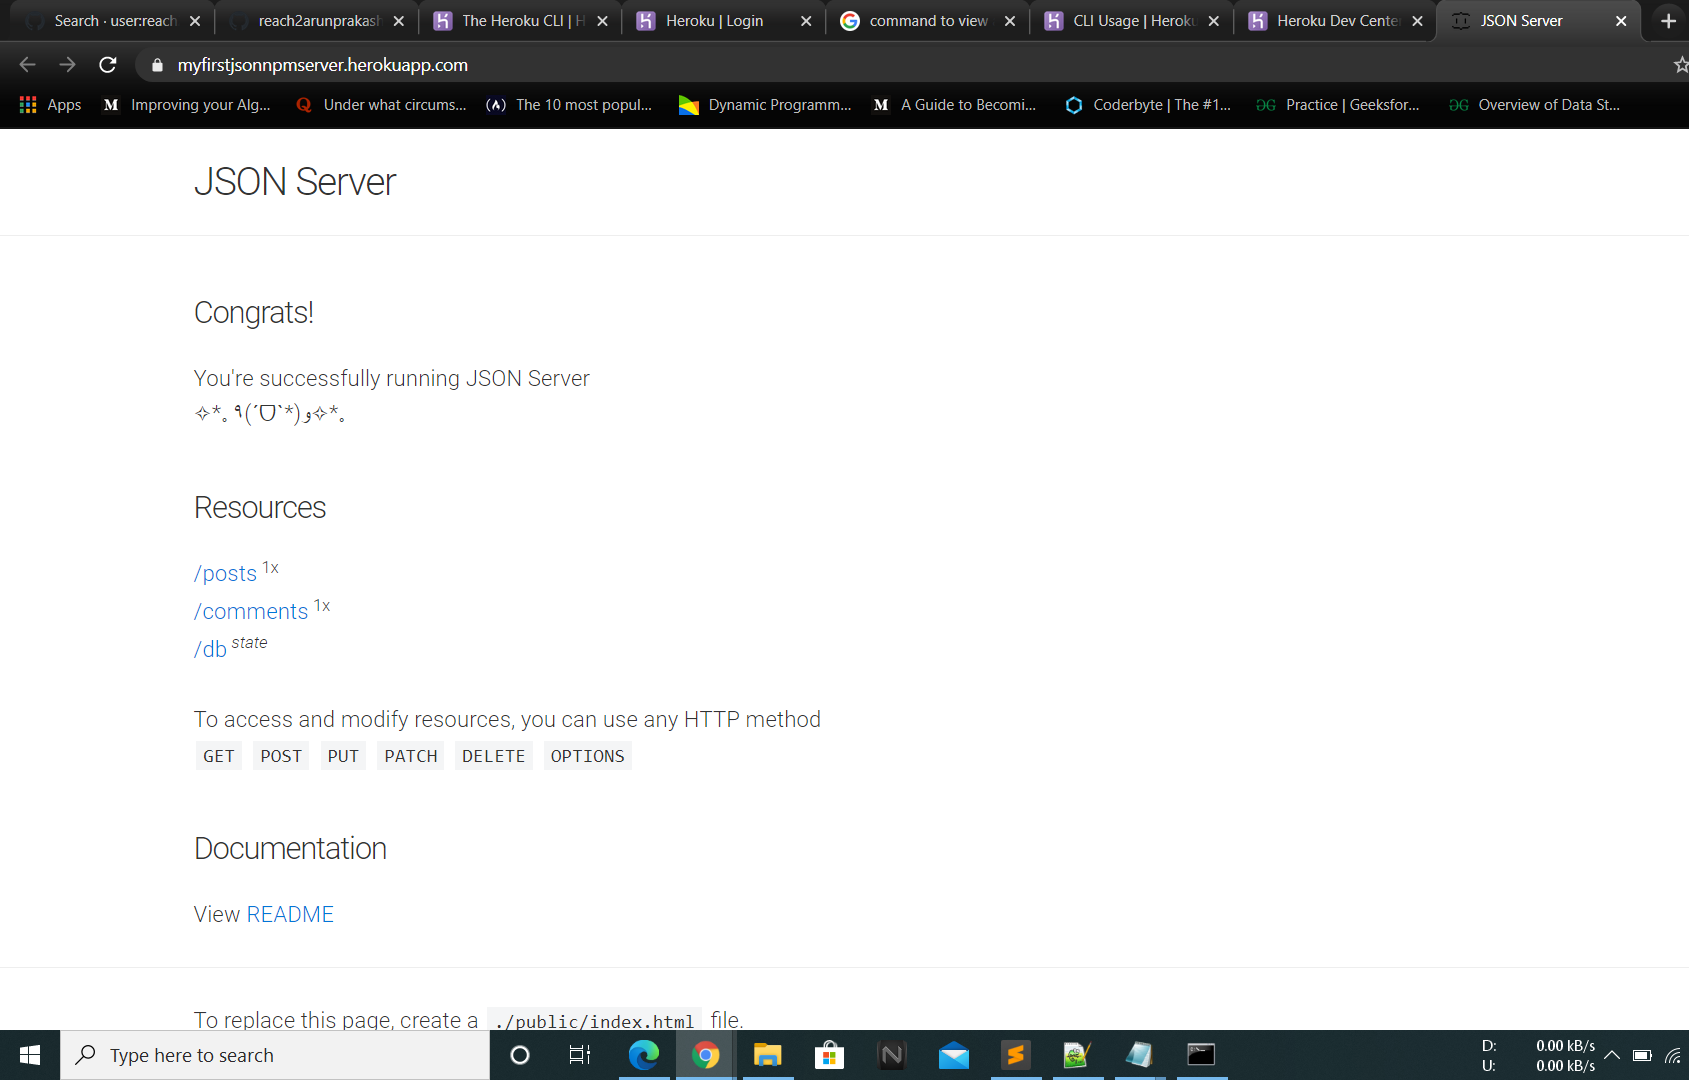 Search · user:reach
reach2arunprakash
The Heroku CLI | H
Heroku | Login
command to view
CLI Usage | Heroku
Heroku Dev Cente
JSON Server
myfirstjsonnpmserver.herokuapp.com
Apps
M Improving your Alg...
Q Under what circums...
The 10 most popul...
Dynamic Programm...
M A Guide to Becomi...
Coderbyte | The #1...
Practice | Geeksfor...
Overview of Data St...
JSON Server
Congrats!
You're successfully running JSON Server
✧*｡٩(ˊᗜˋ*)و✧*｡
Resources
/posts 1x
/comments 1x
/db state
To access and modify resources, you can use any HTTP method
GET POST PUT PATCH DELETE OPTIONS
Documentation
View README
To replace this page, create a ./public/index.html file.
Type here to search
D: 0.00 kB/s
U: 0.00 kB/s